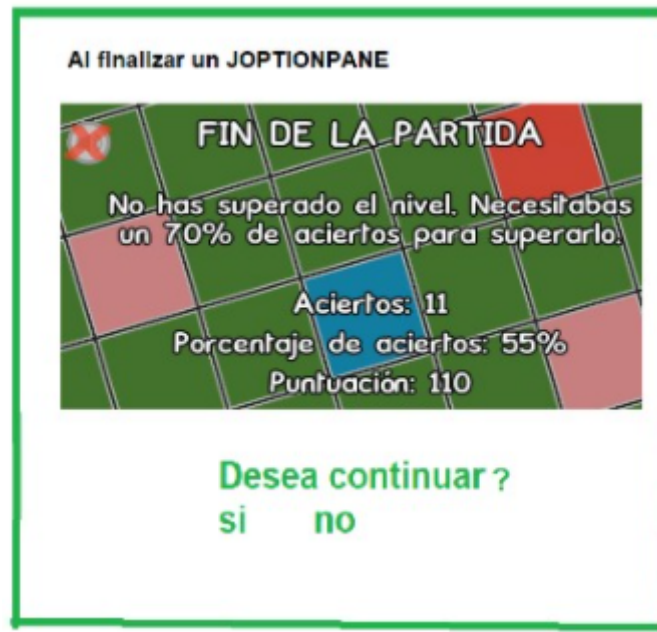 Al finalizar un JOPTIONPANE
FIN DE LA PARTIDA
No has superado el nivel. Necesitabas
un 70% de aciertos para superarlo.
Aciertos: 11
Porcentaje de aciertos: 55%
Puntuación: 110
Desea continuar?
si no